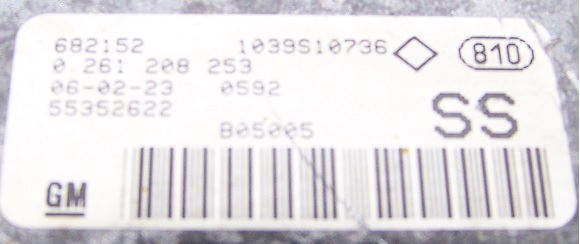 682152 1039S10736 810
0 261 208 253
06-02-23 0592
55352622 SS
B05005
GM